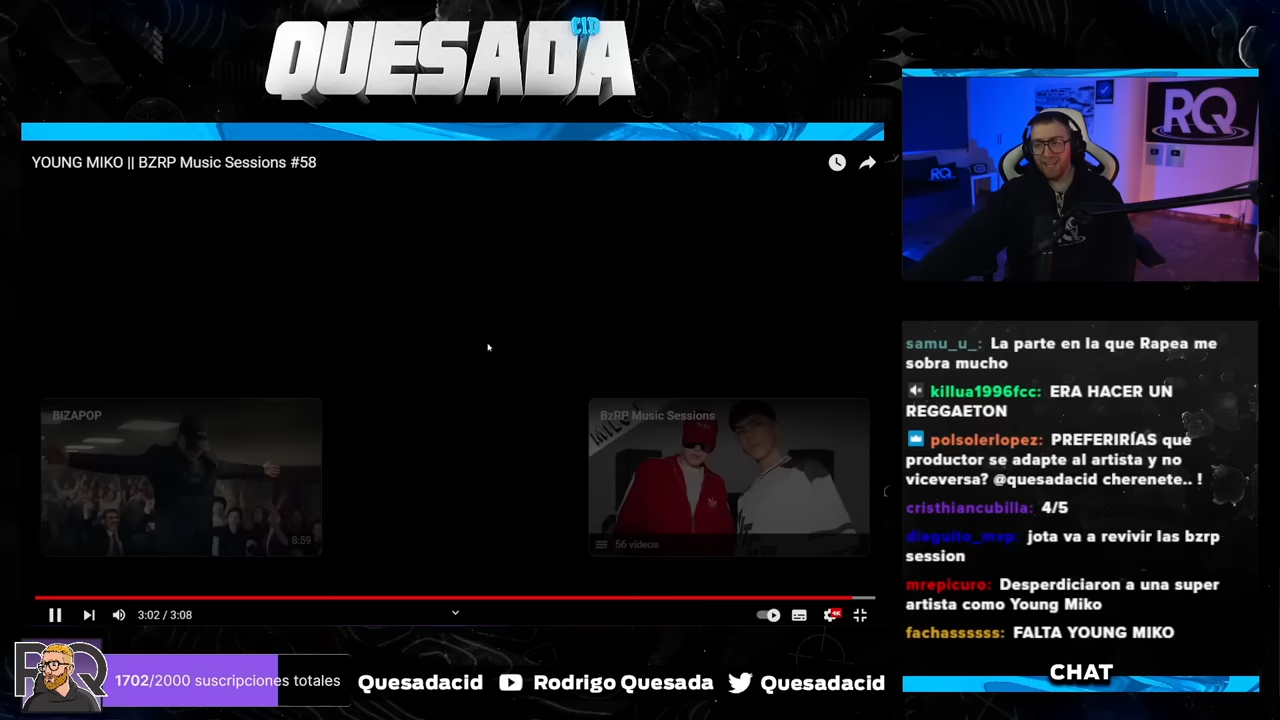 QUESADA
CID
YOUNG MIKO || BZRP Music Sessions #58
RQ
RQ.
BIZAPOP
8:59
BzRP Music Sessions
56 vídeos
3:02 / 3:08
4K
samu_u_: La parte en la que Rapea me
sobra mucho
killua1996fcc: ERA HACER UN
REGGAETON
polsolerlopez: PREFERIRÍAS que
productor se adapte al artista y no
viceversa? @quesadacid cherenete.. !
cristhiancubilla: 4/5
dieguito_mvp: jota va a revivir las bzrp
session
mrepicuro: Desperdiciaron a una super
artista como Young Miko
fachassssss: FALTA YOUNG MIKO
CHAT
RQ
1702/2000 suscripciones totales
Quesadacid
Rodrigo Quesada
Quesadacid